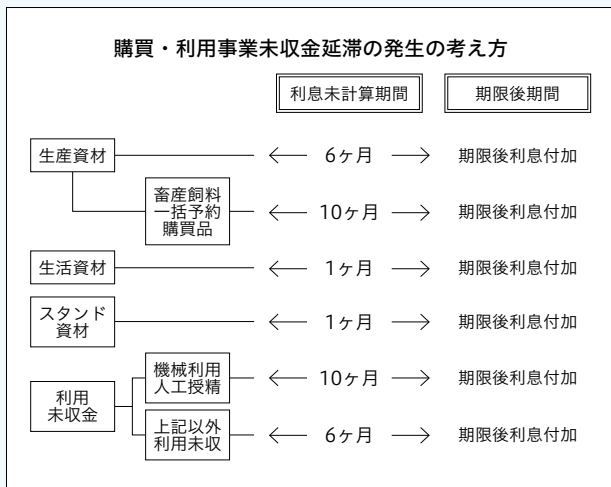 購買・利用事業未収金延滞の発生の考え方
利息未計算期間 期限後期間
生産資材 6ヶ月 期限後利息付加
畜産飼料
一括予約
購買品
10ヶ月 期限後利息付加
生活資材 1ヶ月 期限後利息付加
スタンド
資材
1ヶ月 期限後利息付加
利用
未収金
機械利用
人工授精
10ヶ月 期限後利息付加
上記以外
利用未収
6ヶ月 期限後利息付加